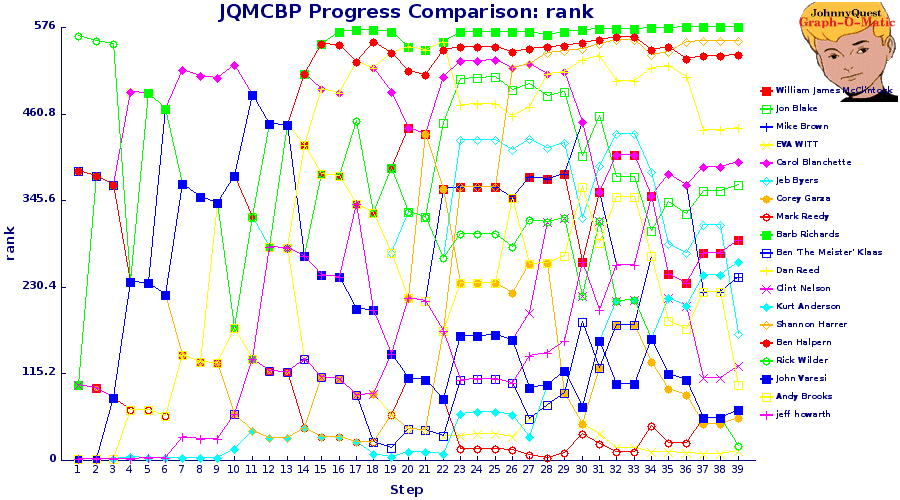 JQMCBP Progress Comparison: rank
JohnnyQuest
Graph-O-Matic
576
460.8
345.6
230.4
115.2
0
rank
1 2 3 4 5 6 7 8 9 10 11 12 13 14 15 16 17 18 19 20 21 22 23 24 25 26 27 28 29 30 31 32 33 34 35 36 37 38 39
Step
William James McClintock
Jon Blake
Mike Brown
EVA WITT
Carol Blanchette
Jeb Byers
Corey Garza
Mark Reedy
Barb Richards
Ben 'The Meister' Klaas
Dan Reed
Clint Nelson
Kurt Anderson
Shannon Harrer
Ben Halpern
Rick Wilder
John Varesi
Andy Brooks
jeff howarth